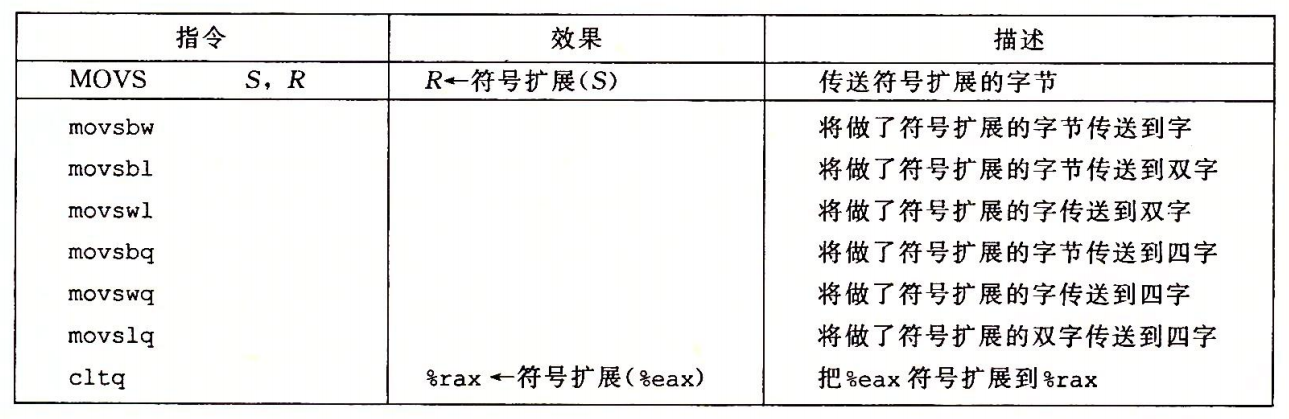 指令 效果 描述
MOVS S, R R←符号扩展(S) 传送符号扩展的字节
movsbw 将做了符号扩展的字节传送到字
movsbl 将做了符号扩展的字节传送到双字
movswl 将做了符号扩展的字传送到双字
movsbq 将做了符号扩展的字节传送到四字
movswq 将做了符号扩展的字传送到四字
movslq 将做了符号扩展的双字传送到四字
cltq %rax←符号扩展(%eax) 把%eax符号扩展到%rax